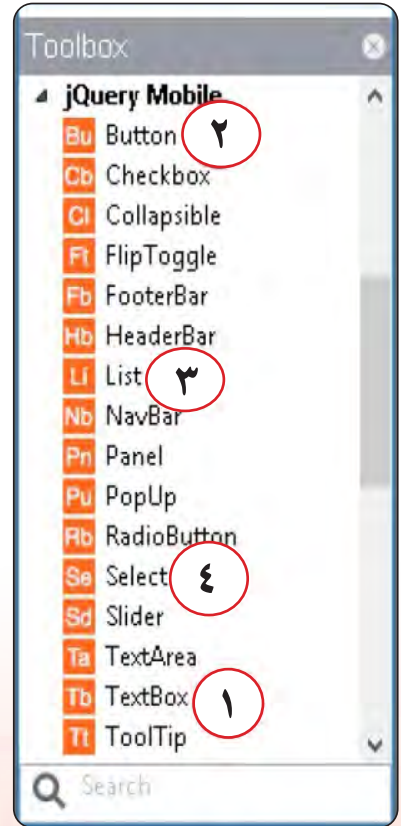 Toolbox
jQuery Mobile
Bu Button ٢
Cb Checkbox
Cl Collapsible
Ft FlipToggle
Fb FooterBar
Hb HeaderBar
Li List ٣
Nb NavBar
Pn Panel
Pu PopUp
Rb RadioButton
Se Select ٤
Sd Slider
Ta TextArea
Tb TextBox ١
Tt ToolTip
Search